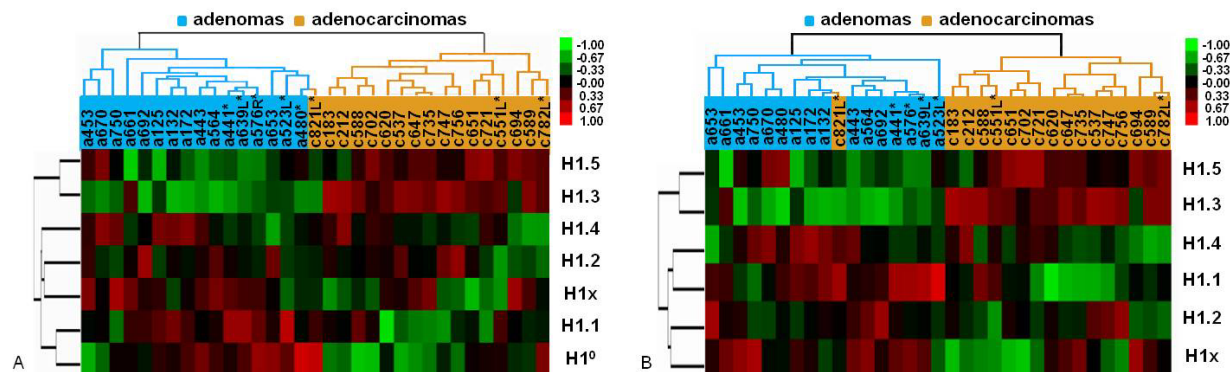 adenomas adenocarcinomas
A
-1.00
-0.67
-0.33
-0.00
0.33
0.67
1.00
a453
a670
a750
a661
a692
a125
a132
a172
a443
a564
a441*
a639L*
a576R*
a653
a523L*
a480*
c821L*
c183
c212
c588
c702
c620
c537
c647
c735
c747
c756
c651
c721
c551L*
c694
c589
c782L*
H1.5
H1.3
H1.4
H1.2
H1x
H1.1
H1⁰
adenomas adenocarcinomas
B
-1.00
-0.67
-0.33
-0.00
0.33
0.67
1.00
a653
a661
a453
a750
a670
a480
a125
a172
a132
c821L*
a443
a564
a692
a441*
a576*
a639L*
a523L*
c183
c212
c588
c551L*
c651
c702
c721
c620
c647
c735
c537
c747
c756
c694
c589
c782L*
H1.5
H1.3
H1.4
H1.1
H1.2
H1x